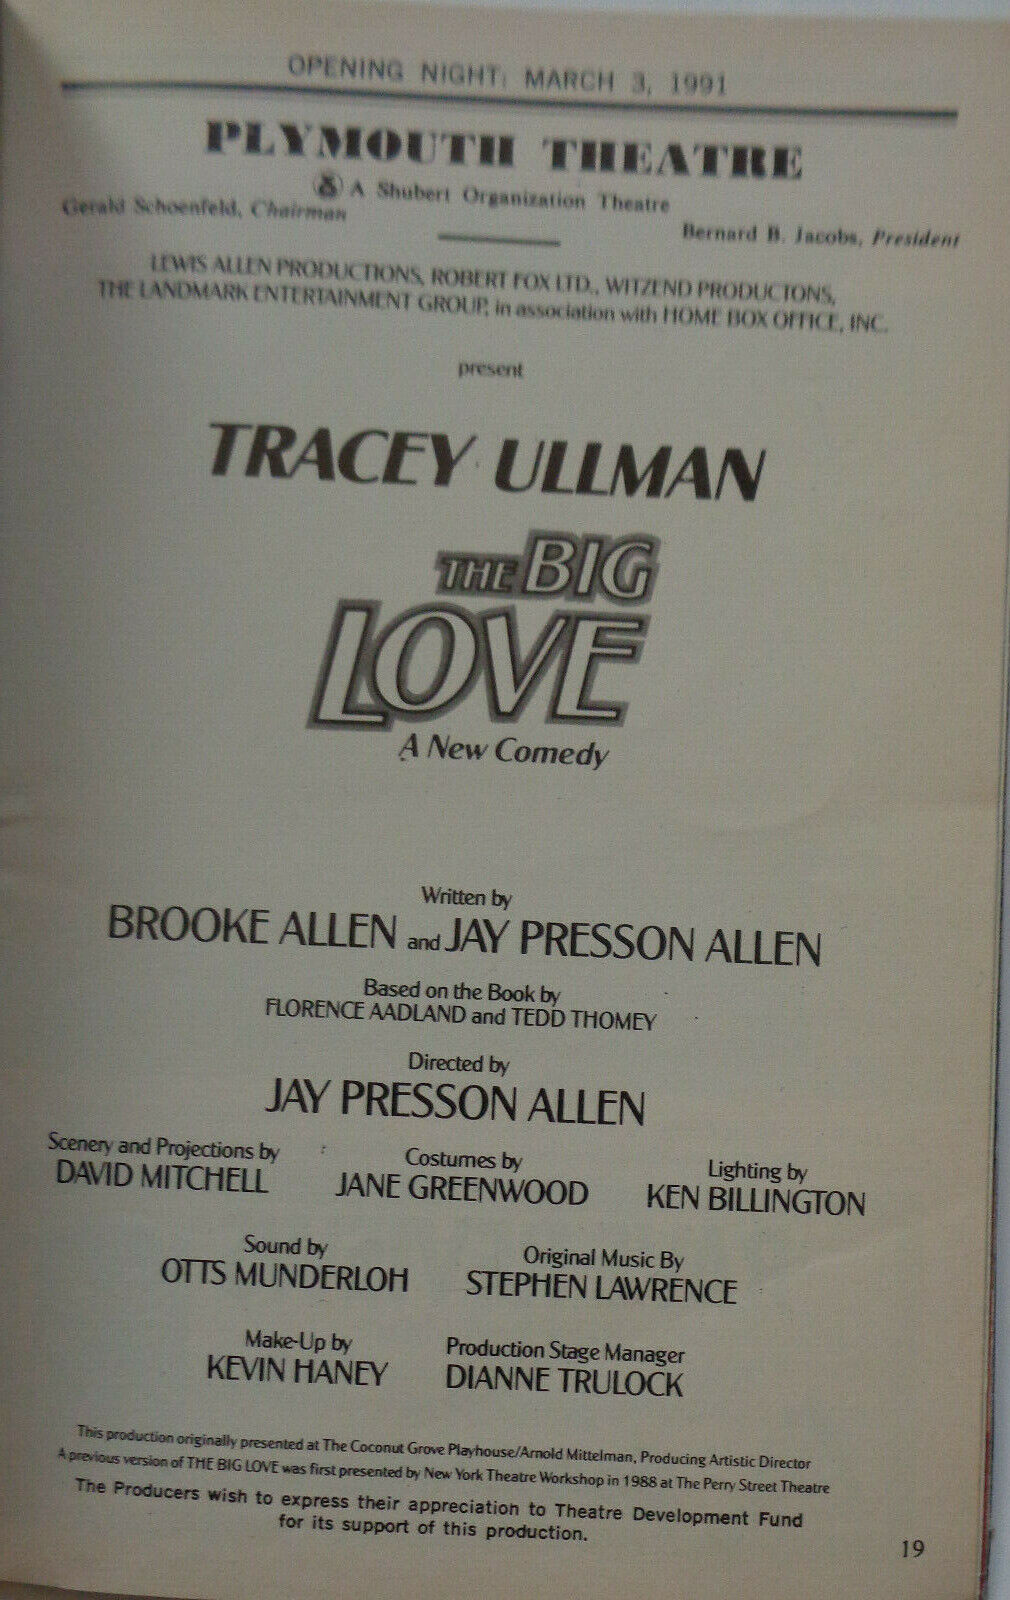 OPENING NIGHT: MARCH 3, 1991
PLYMOUTH THEATRE
A Shubert Organization Theatre
Gerald Schoenfeld, Chairman
Bernard B. Jacobs, President
LEWIS ALLEN PRODUCTIONS, ROBERT FOX LTD., WITZEND PRODUCTONS,
THE LANDMARK ENTERTAINMENT GROUP, in association with HOME BOX OFFICE, INC.
present
TRACEY ULLMAN
THE BIG
LOVE
A New Comedy
Written by
BROOKE ALLEN and JAY PRESSON ALLEN
Based on the Book by
FLORENCE AADLAND and TEDD THOMEY
Directed by
JAY PRESSON ALLEN
Scenery and Projections by
DAVID MITCHELL
Costumes by
JANE GREENWOOD
Lighting by
KEN BILLINGTON
Sound by
OTTS MUNDERLOH
Original Music By
STEPHEN LAWRENCE
Make-Up by
KEVIN HANEY
Production Stage Manager
DIANNE TRULOCK
This production originally presented at The Coconut Grove Playhouse/Arnold Mittelman, Producing Artistic Director
A previous version of THE BIG LOVE was first presented by New York Theatre Workshop in 1988 at The Perry Street Theatre
The Producers wish to express their appreciation to Theatre Development Fund
for its support of this production.
19